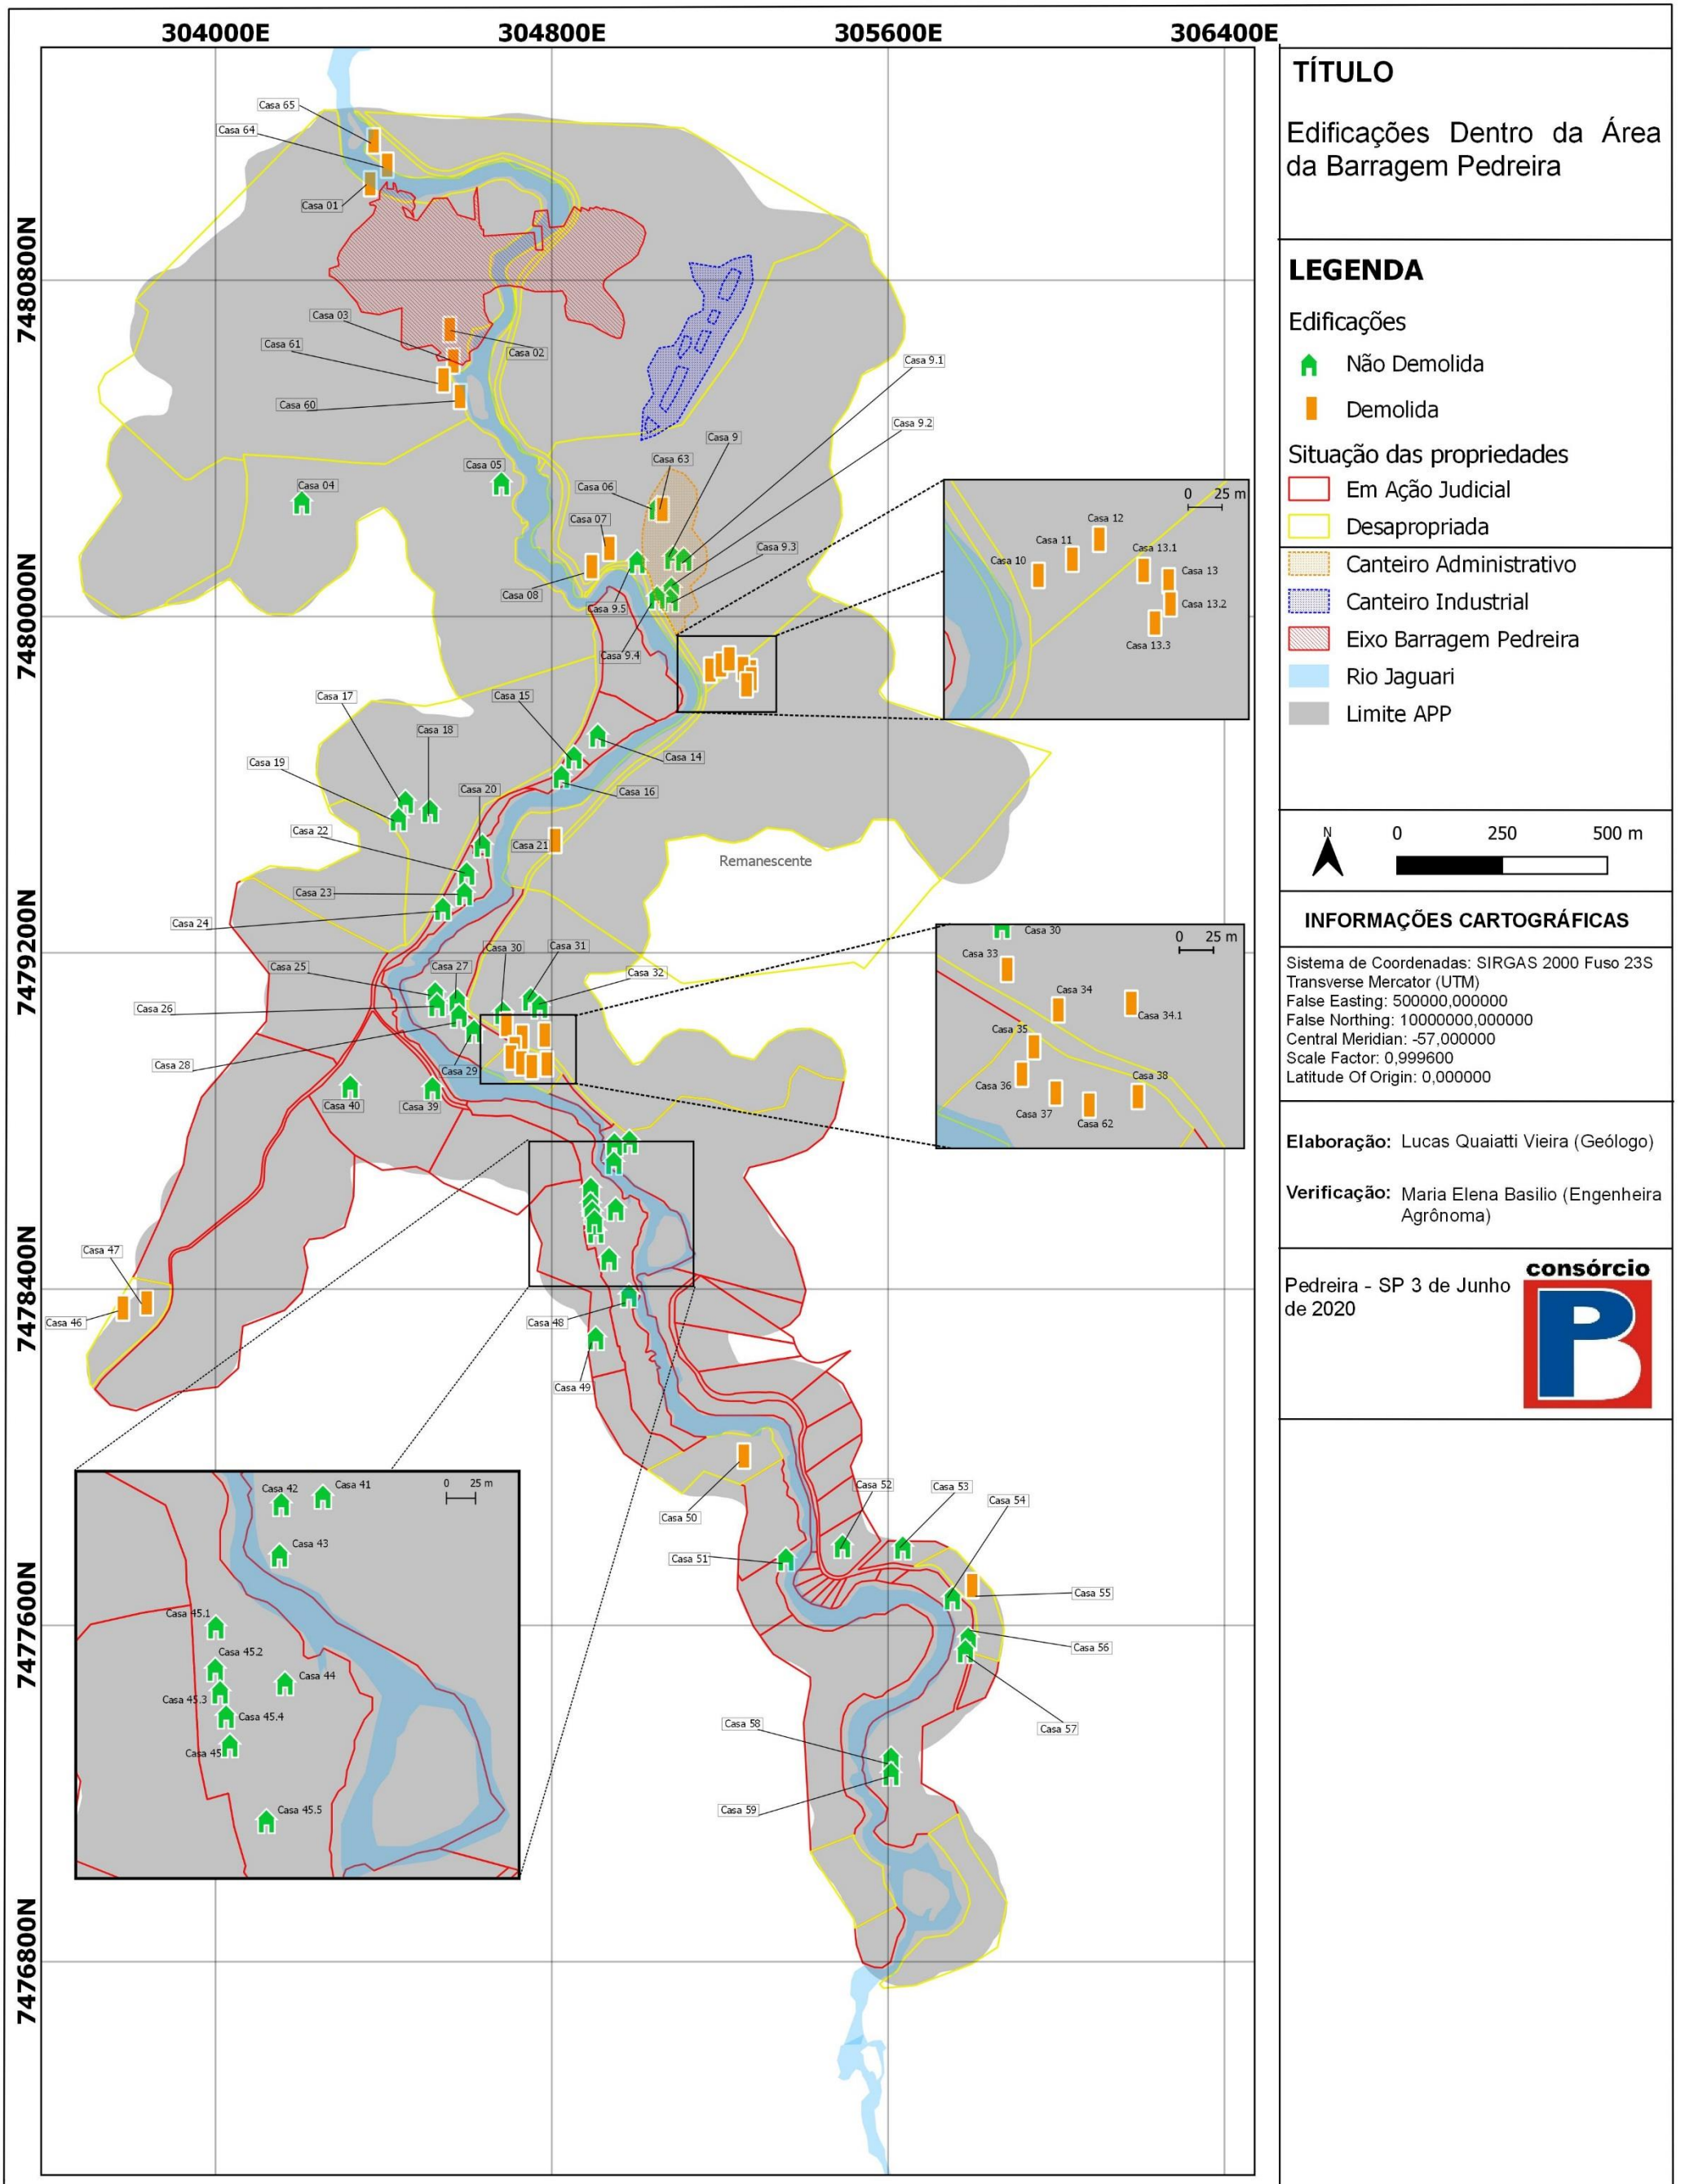 304000E
304800E
305600E
306400E
7480800N
7480000N
7479200N
7478400N
7477600N
7476800N
Casa 65
Casa 64
Casa 01
Casa 03
Casa 61
Casa 02
Casa 60
Casa 9.1
Casa 9.2
Casa 9
Casa 63
Casa 05
Casa 04
Casa 06
Casa 07
Casa 9.3
Casa 08
Casa 9.5
Casa 9.4
0 25 m
Casa 12
Casa 11
Casa 13.1
Casa 10
Casa 13
Casa 13.2
Casa 13.3
Casa 17
Casa 15
Casa 18
Casa 14
Casa 19
Casa 20
Casa 16
Casa 22
Casa 21
Remanescente
Casa 23
Casa 24
Casa 30
Casa 31
Casa 25
Casa 27
Casa 32
Casa 26
Casa 28
Casa 29
Casa 40
Casa 39
Casa 30
0 25 m
Casa 33
Casa 34
Casa 34.1
Casa 35
Casa 36
Casa 38
Casa 37
Casa 62
Casa 47
Casa 46
Casa 48
Casa 49
Casa 50
Casa 52
Casa 53
Casa 54
Casa 51
Casa 55
Casa 56
Casa 57
Casa 58
Casa 59
0 25 m
Casa 42
Casa 41
Casa 43
Casa 45.1
Casa 45.2
Casa 44
Casa 45.3
Casa 45.4
Casa 45
Casa 45.5
TÍTULO
Edificações Dentro da Área
da Barragem Pedreira
LEGENDA
Edificações
Não Demolida
Demolida
Situação das propriedades
Em Ação Judicial
Desapropriada
Canteiro Administrativo
Canteiro Industrial
Eixo Barragem Pedreira
Rio Jaguari
Limite APP
N
0 250 500 m
INFORMAÇÕES CARTOGRÁFICAS
Sistema de Coordenadas: SIRGAS 2000 Fuso 23S
Transverse Mercator (UTM)
False Easting: 500000,000000
False Northing: 10000000,000000
Central Meridian: -57,000000
Scale Factor: 0,999600
Latitude Of Origin: 0,000000
Elaboração: Lucas Quaiatti Vieira (Geólogo)
Verificação: Maria Elena Basilio (Engenheira
Agrônoma)
Pedreira - SP 3 de Junho
de 2020
consórcio
PB